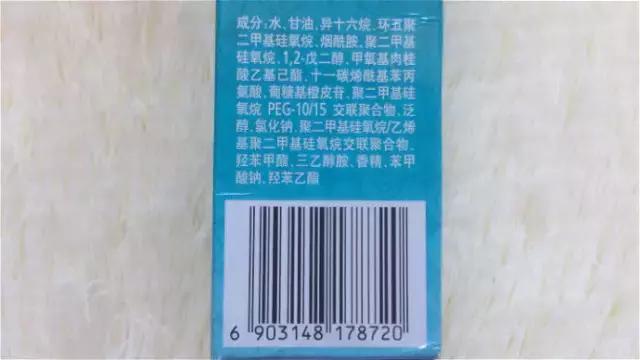 成分:水、甘油、异十六烷、环五聚
二甲基硅氧烷、烟酰胺、聚二甲基
硅氧烷、1,2-戊二醇、甲氧基肉桂
酸乙基己酯、十一碳烯酰基苯丙
氨酸、葡糖基橙皮苷、聚二甲基硅
氧烷 PEG-10/15 交联聚合物、泛
醇、氯化钠、聚二甲基硅氧烷/乙烯
基聚二甲基硅氧烷交联聚合物、
羟苯甲酯、三乙醇胺、香精、苯甲
酸钠、羟苯乙酯
6 903148 178720